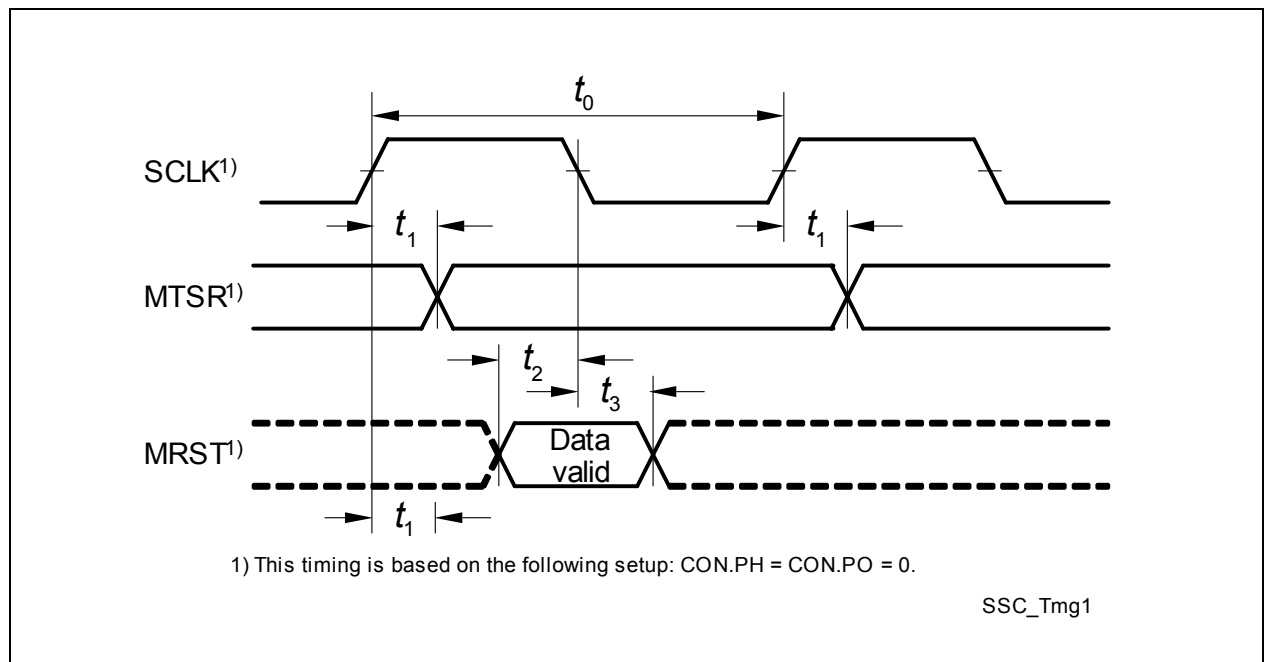 t0
SCLK1)
t1 t1
MTSR1)
t2
t3
MRST1) Data
valid
t1
1) This timing is based on the following setup: CON.PH = CON.PO = 0.
SSC_Tmg1